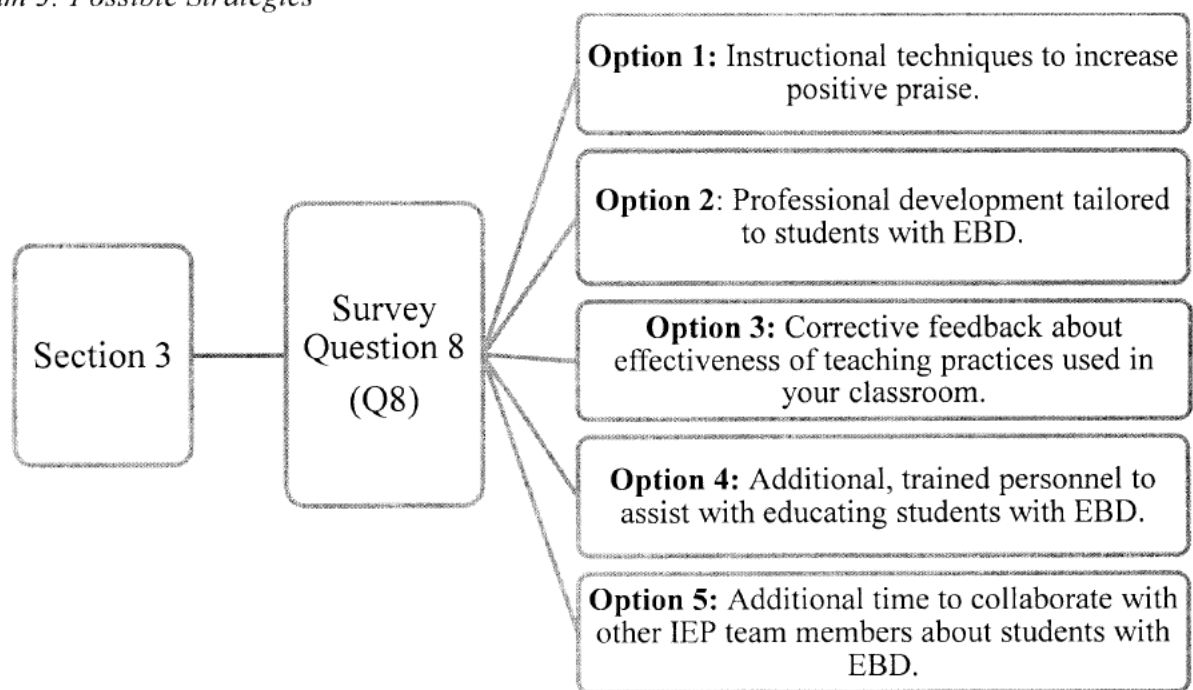 3: Possible Strategies
Section 3
Survey
Question 8
(Q8)
Option 1: Instructional techniques to increase
positive praise.
Option 2: Professional development tailored
to students with EBD.
Option 3: Corrective feedback about
effectiveness of teaching practices used in
your classroom.
Option 4: Additional, trained personnel to
assist with educating students with EBD.
Option 5: Additional time to collaborate with
other IEP team members about students with
EBD.